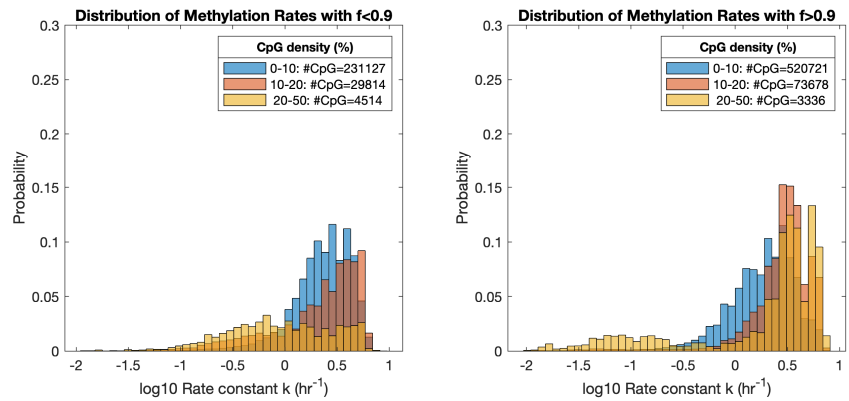 Distribution of Methylation Rates with f<0.9
0.3
0.25
0.2
0.15
0.1
0.05
0
Probability
CpG density (%)
0-10: #CpG=231127
10-20: #CpG=29814
20-50: #CpG=4514
-2 -1.5 -1 -0.5 0 0.5 1
log10 Rate constant k (hr⁻¹)
Distribution of Methylation Rates with f>0.9
0.3
0.25
0.2
0.15
0.1
0.05
0
Probability
CpG density (%)
0-10: #CpG=520721
10-20: #CpG=73678
20-50: #CpG=3336
-2 -1.5 -1 -0.5 0 0.5 1
log10 Rate constant k (hr⁻¹)